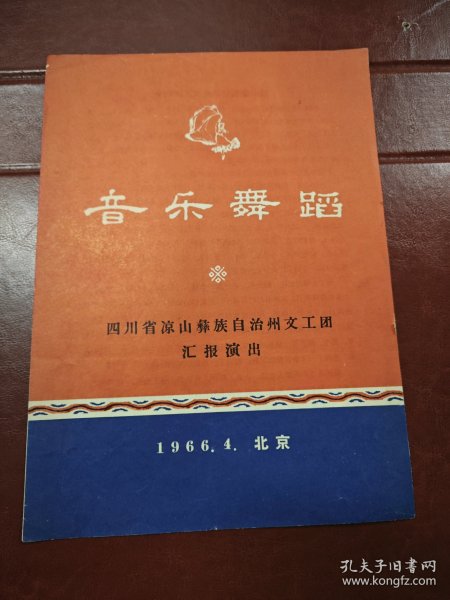 音乐舞蹈
四川省凉山彝族自治州文工团
汇报演出
1966.4. 北京
孔夫子旧书网
www.kongfz.com